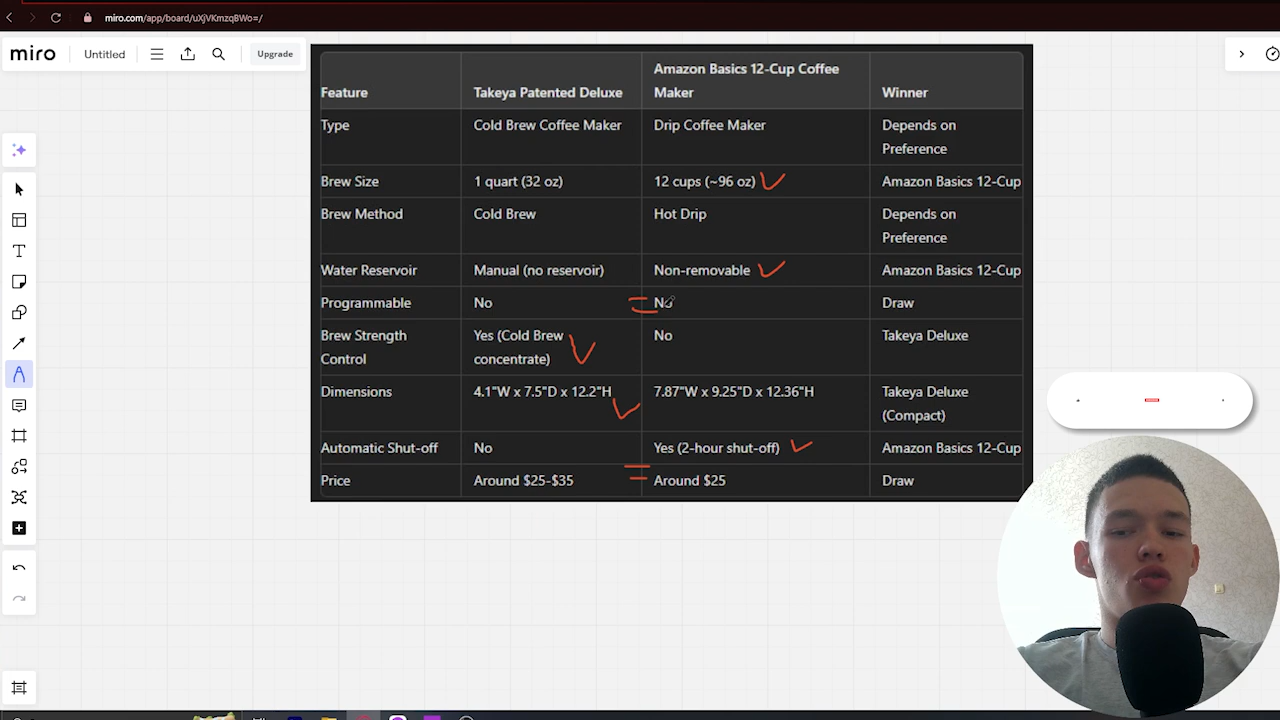 miro.com/app/board/uXjVKmzqBWo=/
miro
Untitled
Upgrade
Feature
Takeya Patented Deluxe
Amazon Basics 12-Cup Coffee
Maker
Winner
Type
Cold Brew Coffee Maker
Drip Coffee Maker
Depends on
Preference
Brew Size
1 quart (32 oz)
12 cups (~96 oz)
Amazon Basics 12-Cup
Brew Method
Cold Brew
Hot Drip
Depends on
Preference
Water Reservoir
Manual (no reservoir)
Non-removable
Amazon Basics 12-Cup
Programmable
No
No
Draw
Brew Strength
Control
Yes (Cold Brew
concentrate)
No
Takeya Deluxe
Dimensions
4.1"W x 7.5"D x 12.2"H
7.87"W x 9.25"D x 12.36"H
Takeya Deluxe
(Compact)
Automatic Shut-off
No
Yes (2-hour shut-off)
Amazon Basics 12-Cup
Price
Around $25-$35
Around $25
Draw